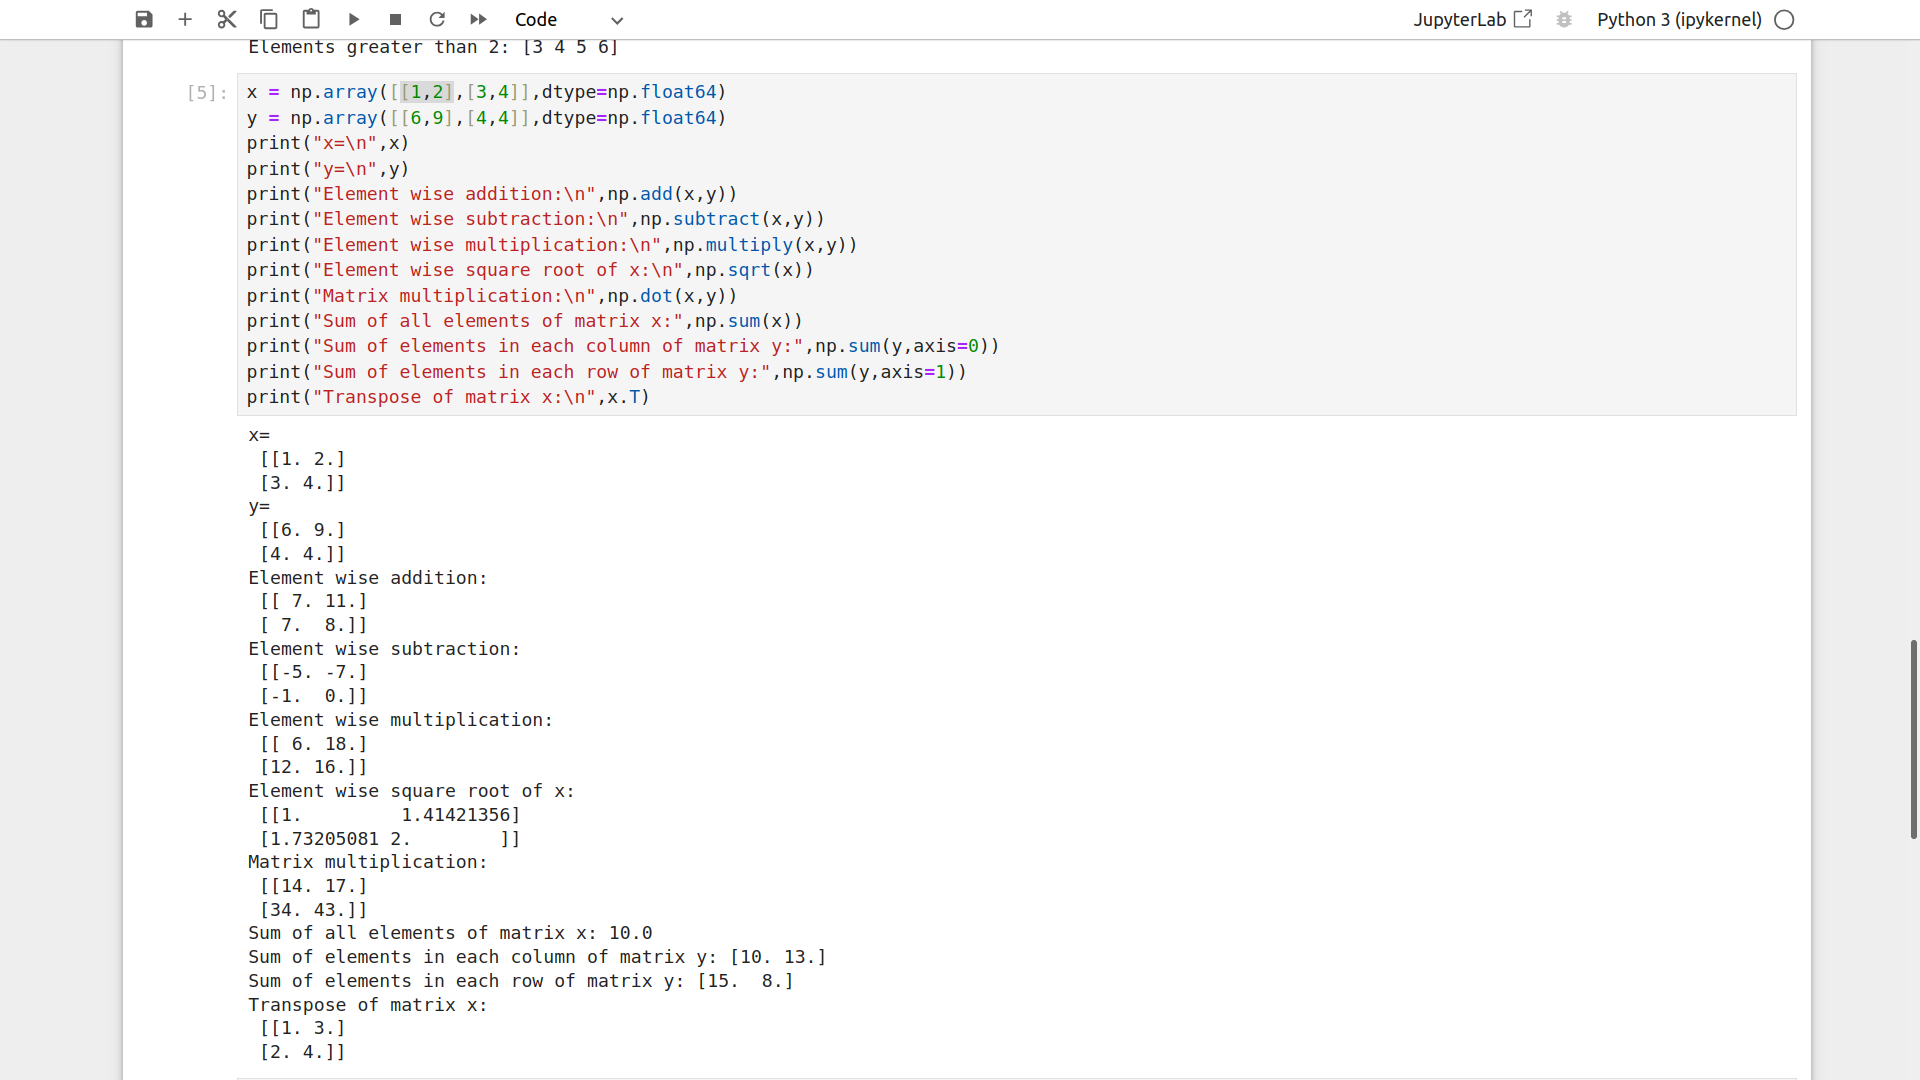 Code JupyterLab Python 3 (ipykernel)
Elements greater than 2: [3 4 5 6]
[5]:
x = np.array([[1,2],[3,4]],dtype=np.float64)
y = np.array([[6,9],[4,4]],dtype=np.float64)
print("x=\n",x)
print("y=\n",y)
print("Element wise addition:\n",np.add(x,y))
print("Element wise subtraction:\n",np.subtract(x,y))
print("Element wise multiplication:\n",np.multiply(x,y))
print("Element wise square root of x:\n",np.sqrt(x))
print("Matrix multiplication:\n",np.dot(x,y))
print("Sum of all elements of matrix x:",np.sum(x))
print("Sum of elements in each column of matrix y:",np.sum(y,axis=0))
print("Sum of elements in each row of matrix y:",np.sum(y,axis=1))
print("Transpose of matrix x:\n",x.T)
x=
 [[1. 2.]
 [3. 4.]]
y=
 [[6. 9.]
 [4. 4.]]
Element wise addition:
 [[ 7. 11.]
 [ 7.  8.]]
Element wise subtraction:
 [[-5. -7.]
 [-1.  0.]]
Element wise multiplication:
 [[ 6. 18.]
 [12. 16.]]
Element wise square root of x:
 [[1.         1.41421356]
 [1.73205081 2.        ]]
Matrix multiplication:
 [[14. 17.]
 [34. 43.]]
Sum of all elements of matrix x: 10.0
Sum of elements in each column of matrix y: [10. 13.]
Sum of elements in each row of matrix y: [15.  8.]
Transpose of matrix x:
 [[1. 3.]
 [2. 4.]]